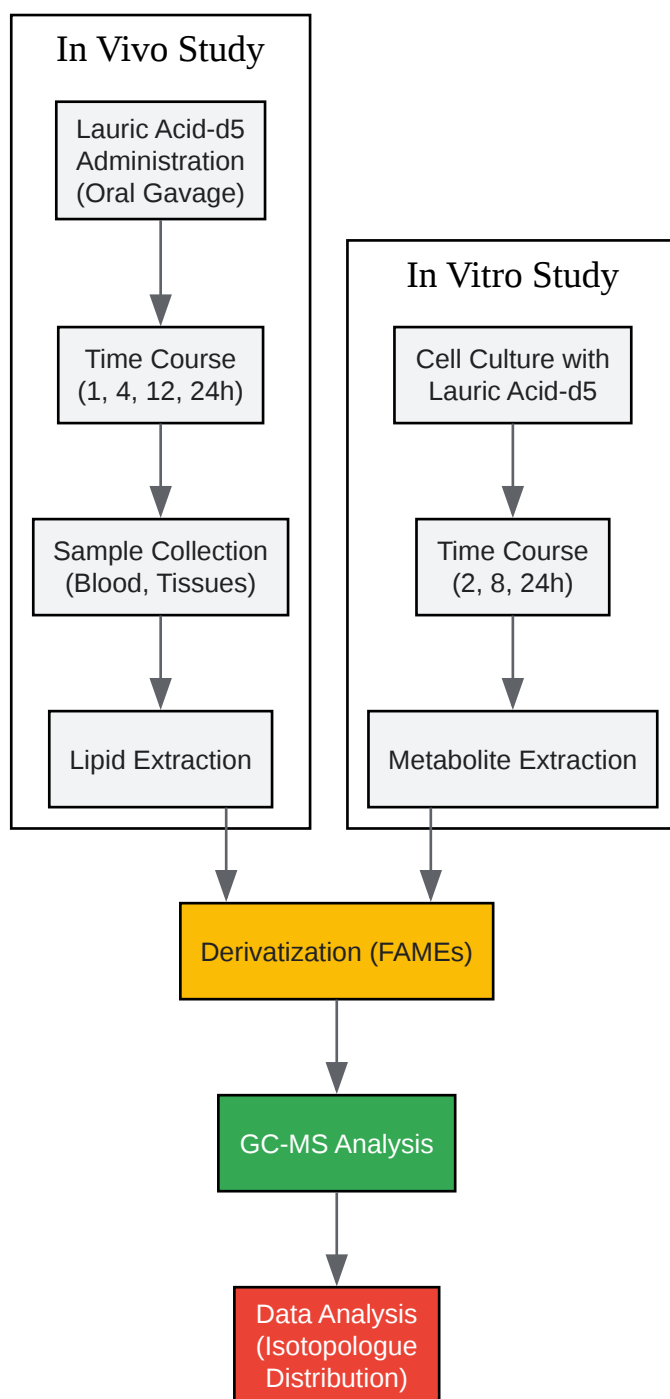 In Vivo Study
Lauric Acid-d5
Administration
(Oral Gavage)
Time Course
(1, 4, 12, 24h)
Sample Collection
(Blood, Tissues)
Lipid Extraction
In Vitro Study
Cell Culture with
Lauric Acid-d5
Time Course
(2, 8, 24h)
Metabolite Extraction
Derivatization (FAMEs)
GC-MS Analysis
Data Analysis
(Isotopologue
Distribution)